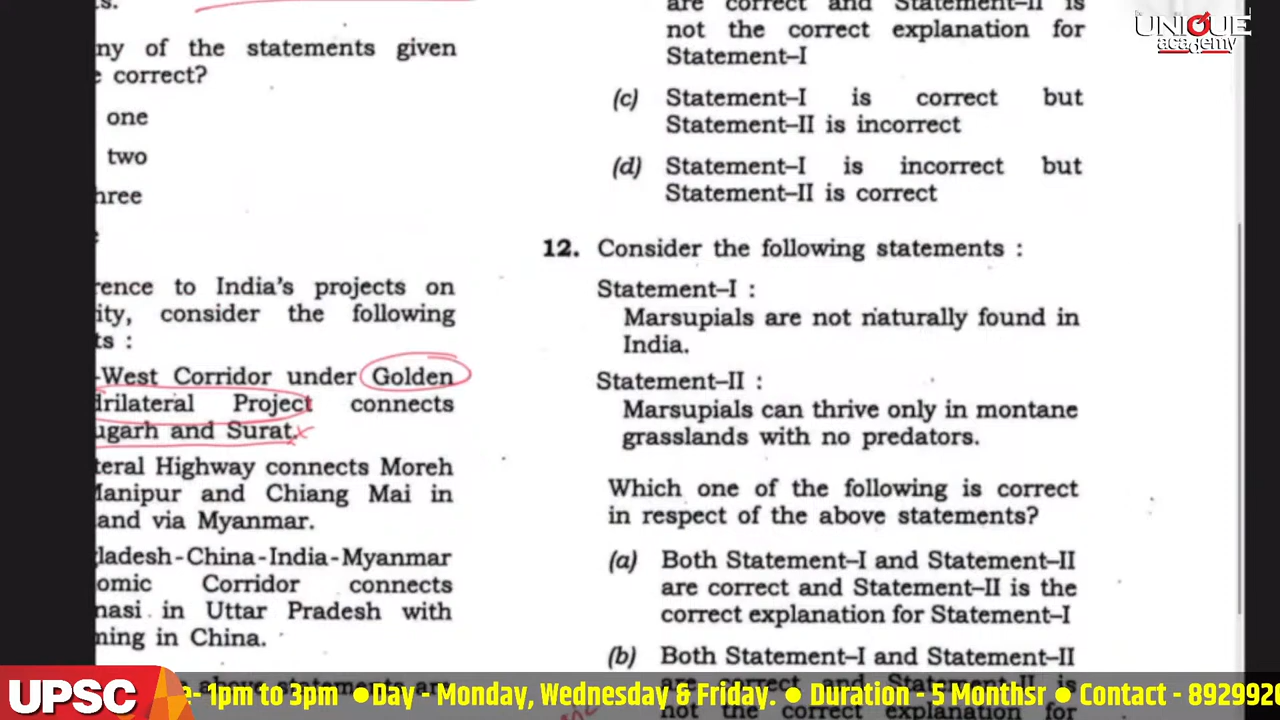 ny of the statements given
correct?
one
two
hree
rence to India's projects on
ity, consider the following
ts :
-West Corridor under Golden
drilateral Project connects
ugarh and Surat.
teral Highway connects Moreh
Manipur and Chiang Mai in
and via Myanmar.
ladesh-China-India-Myanmar
omic Corridor connects
nasi in Uttar Pradesh with
ming in China.
are correct and Statement–II is
not the correct explanation for
Statement–I
(c) Statement–I is correct but
Statement–II is incorrect
(d) Statement–I is incorrect but
Statement–II is correct
12. Consider the following statements :
Statement–I :
Marsupials are not naturally found in
India.
Statement–II :
Marsupials can thrive only in montane
grasslands with no predators.
Which one of the following is correct
in respect of the above statements?
(a) Both Statement–I and Statement–II
are correct and Statement–II is the
correct explanation for Statement–I
(b) Both Statement–I and Statement–II
not the correct explanation for
UNIQUE
academy
UPSC
e- 1pm to 3pm ●Day - Monday, Wednesday & Friday. ● Duration - 5 Monthsr ● Contact - 892992